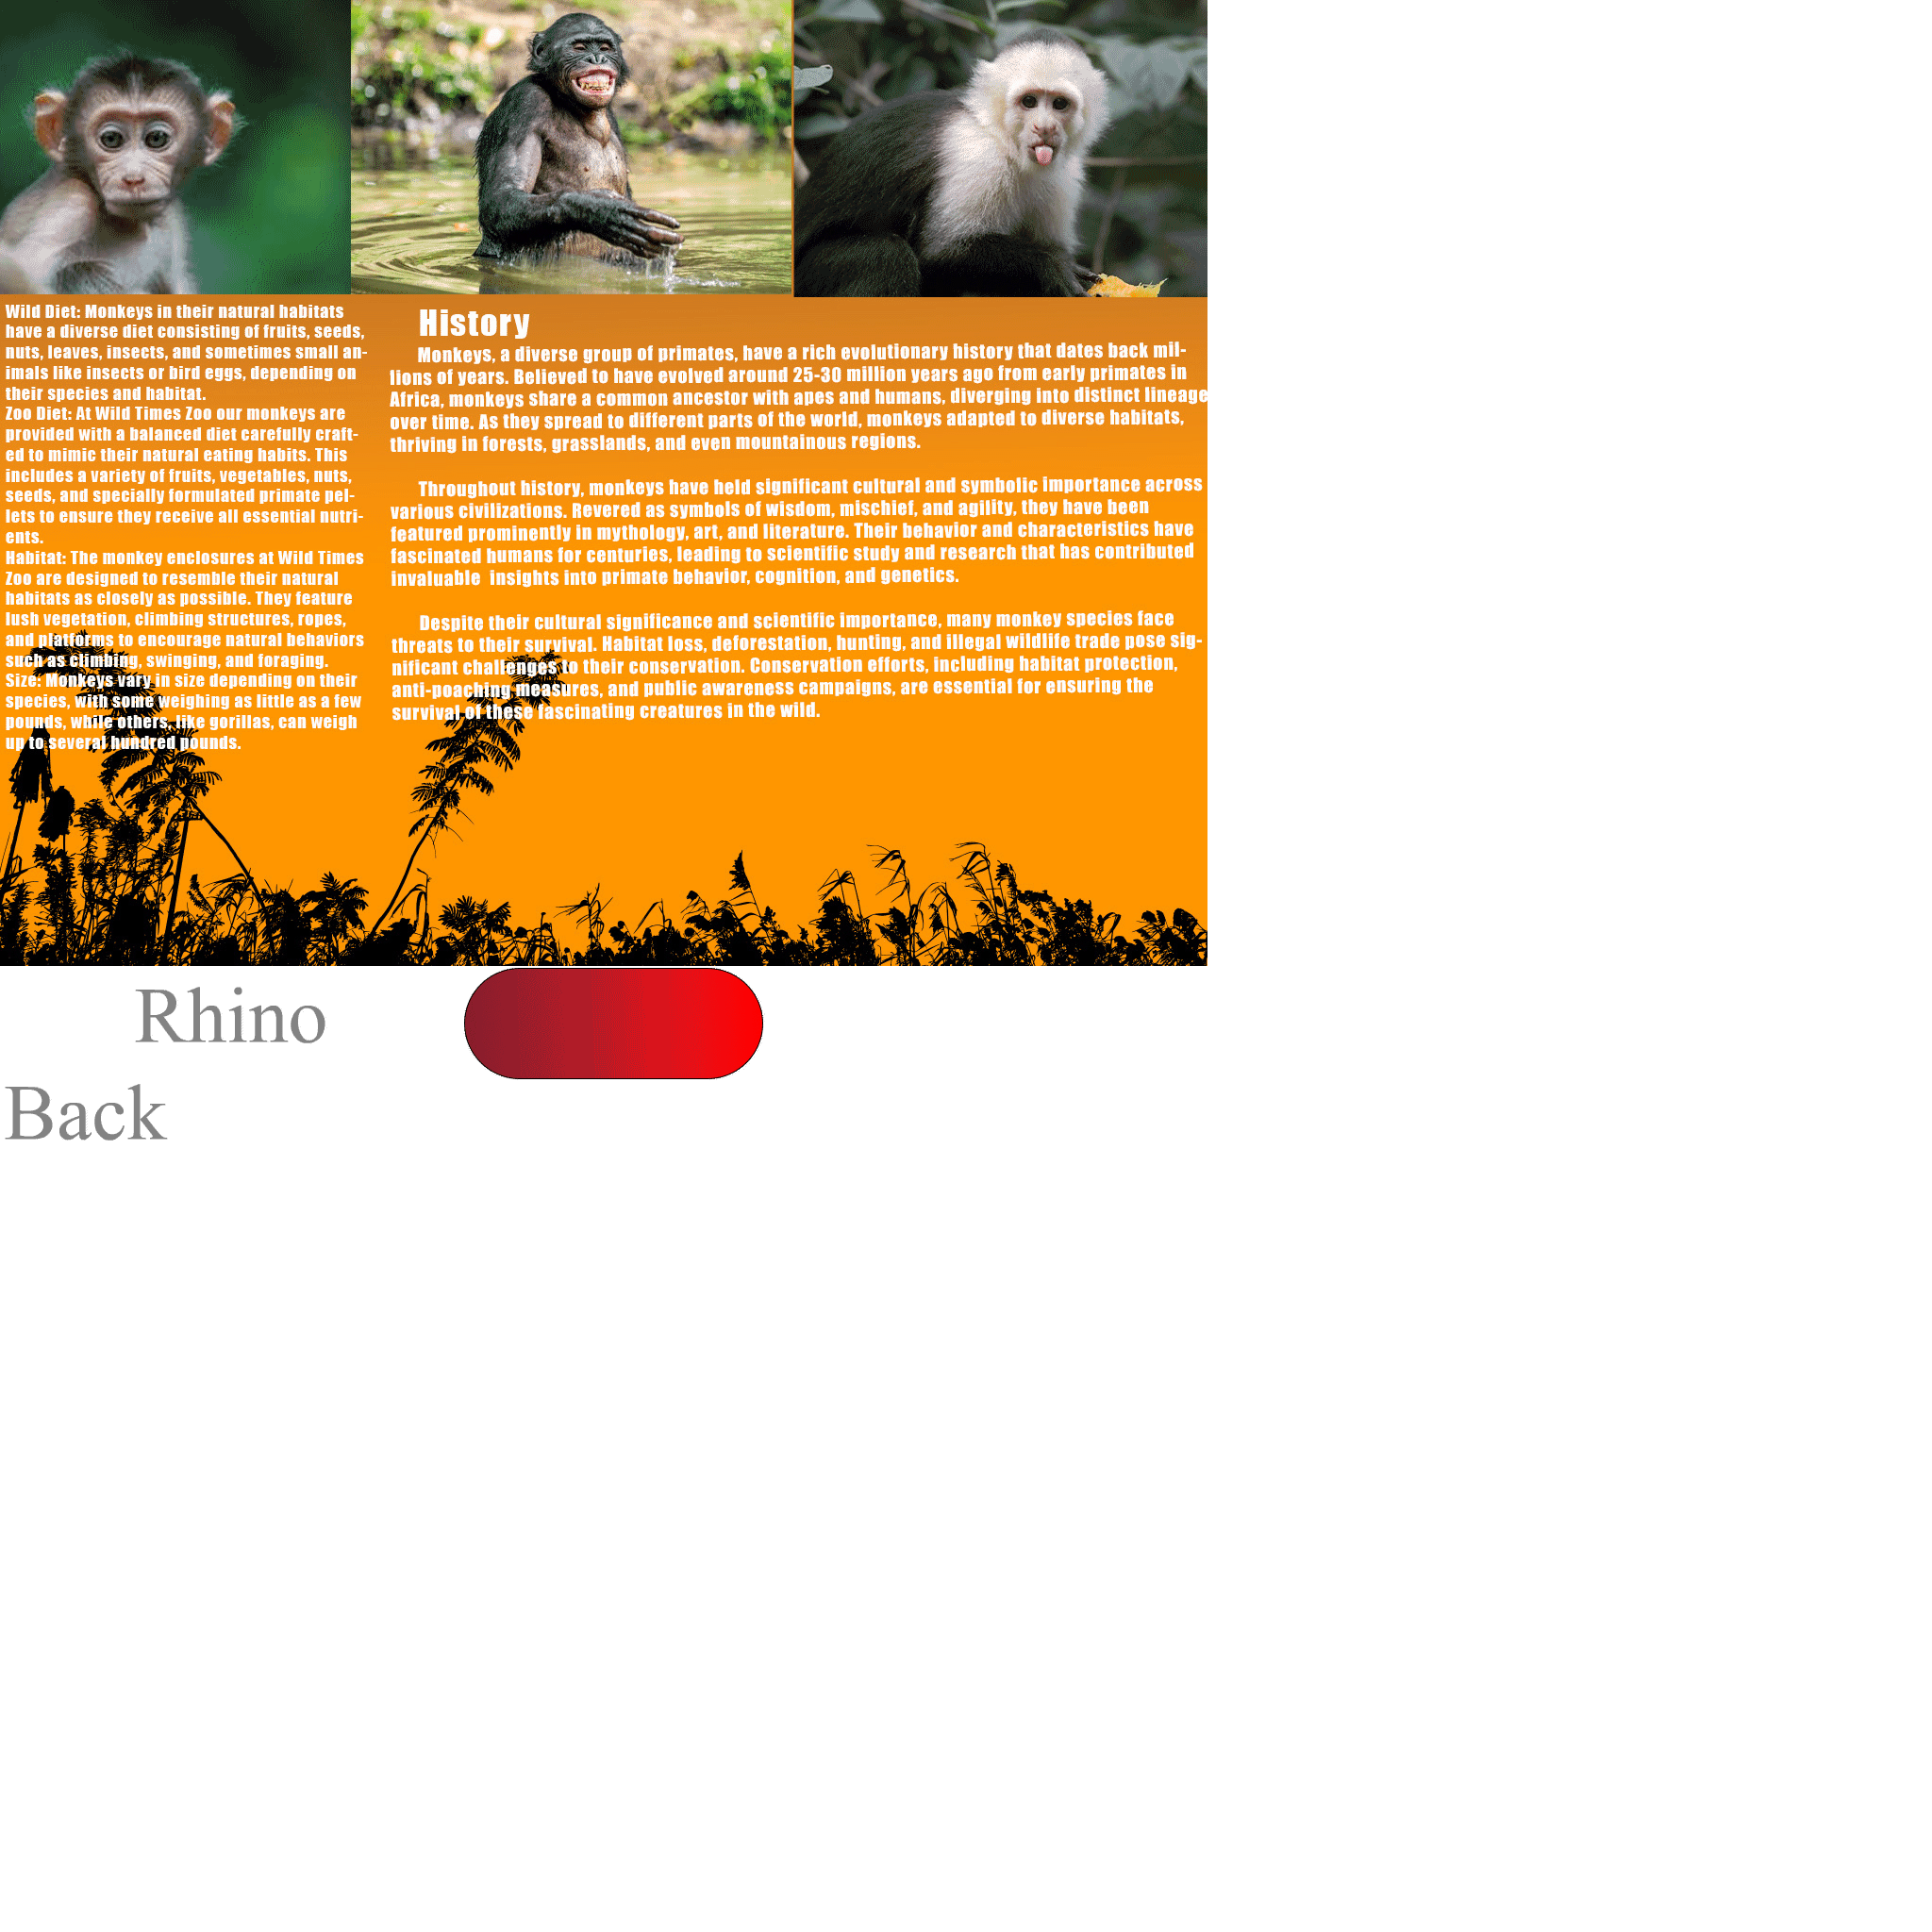 Wild Diet: Monkeys in their natural habitats
have a diverse diet consisting of fruits, seeds,
nuts, leaves, insects, and sometimes small an-
imals like insects or bird eggs, depending on
their species and habitat.
Zoo Diet: At Wild Times Zoo our monkeys are
provided with a balanced diet carefully craft-
ed to mimic their natural eating habits. This
includes a variety of fruits, vegetables, nuts,
seeds, and specially formulated primate pel-
lets to ensure they receive all essential nutri-
ents.
Habitat: The monkey enclosures at Wild Times
Zoo are designed to resemble their natural
habitats as closely as possible. They feature
lush vegetation, climbing structures, ropes,
and platforms to encourage natural behaviors
such as climbing, swinging, and foraging.
Size: Monkeys vary in size depending on their
species, with some weighing as little as a few
pounds, while others, like gorillas, can weigh
up to several hundred pounds.
History
Monkeys, a diverse group of primates, have a rich evolutionary history that dates back mil-
lions of years. Believed to have evolved around 25-30 million years ago from early primates in
Africa, monkeys share a common ancestor with apes and humans, diverging into distinct lineage
over time. As they spread to different parts of the world, monkeys adapted to diverse habitats,
thriving in forests, grasslands, and even mountainous regions.
Throughout history, monkeys have held significant cultural and symbolic importance across
various civilizations. Revered as symbols of wisdom, mischief, and agility, they have been
featured prominently in mythology, art, and literature. Their behavior and characteristics have
fascinated humans for centuries, leading to scientific study and research that has contributed
invaluable  insights into primate behavior, cognition, and genetics.
Despite their cultural significance and scientific importance, many monkey species face
threats to their survival. Habitat loss, deforestation, hunting, and illegal wildlife trade pose sig-
nificant challenges to their conservation. Conservation efforts, including habitat protection,
anti-poaching measures, and public awareness campaigns, are essential for ensuring the
survival of these fascinating creatures in the wild.
Rhino
Back